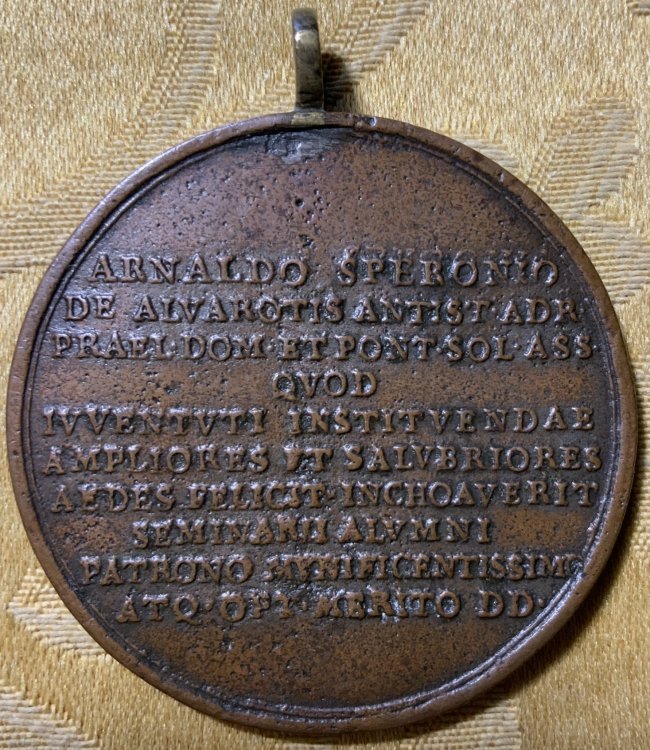 ARNALDO SPERONIO
DE ALVAROTIS ANTIST·ADR
PRAEL·DOM·ET PONT·SOL·ASS
QVOD
IVVENTVTI INSTITVENDAE
AMPLIORES ET SALVBRIORES
AEDES FELICIT·INCHOAVERIT
SEMINARII ALVMNI
PATRONO MVNIFICENTISSIMO
ATQ·OPT·MERITO DD·